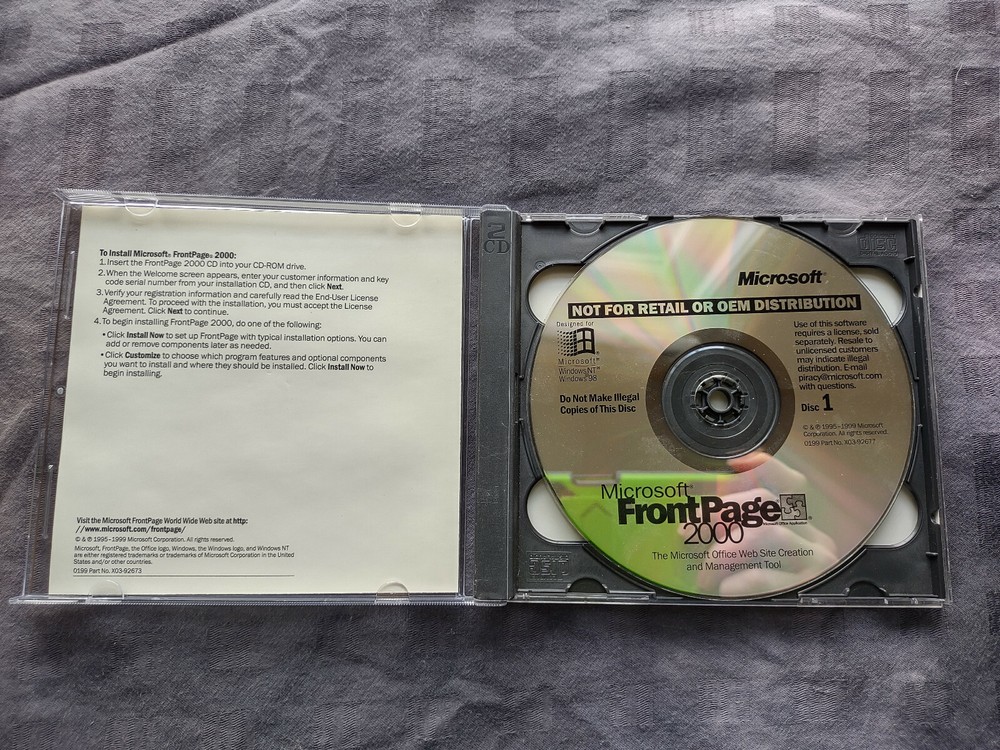 To Install Microsoft® FrontPage® 2000:
1. Insert the FrontPage 2000 CD into your CD-ROM drive.
2. When the Welcome screen appears, enter your customer information and key
code serial number from your installation CD, and then click Next.
3. Verify your registration information and carefully read the End-User License
Agreement. To proceed with the installation, you must accept the License
Agreement. Click Next to continue.
4. To begin installing FrontPage 2000, do one of the following:
• Click Install Now to set up FrontPage with typical installation options. You can
add or remove components later as needed.
• Click Customize to choose which program features and optional components
you want to install and where they should be installed. Click Install Now to
begin installing.
Visit the Microsoft FrontPage World Wide Web site at http:
//www.microsoft.com/frontpage/
© & ℗ 1995–1999 Microsoft Corporation. All rights reserved.
Microsoft, FrontPage, the Office logo, Windows, the Windows logo, and Windows NT
are either registered trademarks or trademarks of Microsoft Corporation in the United
States and/or other countries.
0199 Part No. X03-92673
2
CD
disc
Microsoft®
NOT FOR RETAIL OR OEM DISTRIBUTION
Designed for
Microsoft®
Windows NT®
Windows®98
Do Not Make Illegal
Copies of This Disc
Use of this software
requires a license, sold
separately. Resale to
unlicensed customers
may indicate illegal
distribution. E-mail
piracy@microsoft.com
with questions.
Disc 1
© & ℗ 1995–1999 Microsoft
Corporation. All rights reserved.
0199 Part No. X03-92677
Microsoft®
FrontPage®
Microsoft Office Application
2000
The Microsoft Office Web Site Creation
and Management Tool